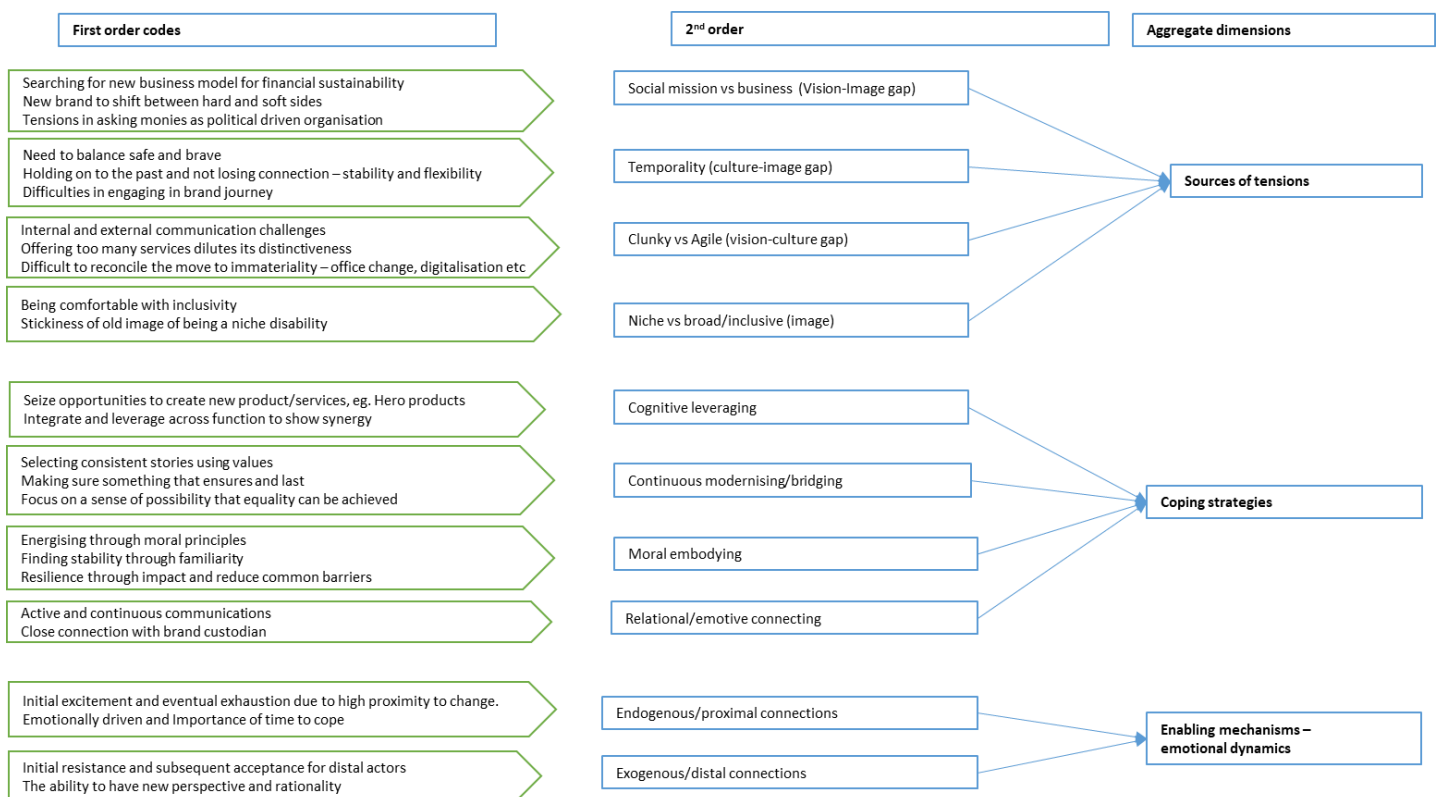 First order codes
2nd order
Aggregate dimensions
Searching for new business model for financial sustainability
New brand to shift between hard and soft sides
Tensions in asking monies as political driven organisation
Social mission vs business (Vision-Image gap)
Need to balance safe and brave
Holding on to the past and not losing connection – stability and flexibility
Difficulties in engaging in brand journey
Temporality (culture-image gap)
Sources of tensions
Internal and external communication challenges
Offering too many services dilutes its distinctiveness
Difficult to reconcile the move to immateriality – office change, digitalisation etc
Clunky vs Agile (vision-culture gap)
Being comfortable with inclusivity
Stickiness of old image of being a niche disability
Niche vs broad/inclusive (image)
Seize opportunities to create new product/services, eg. Hero products
Integrate and leverage across function to show synergy
Cognitive leveraging
Selecting consistent stories using values
Making sure something that ensures and last
Focus on a sense of possibility that equality can be achieved
Continuous modernising/bridging
Coping strategies
Energising through moral principles
Finding stability through familiarity
Resilience through impact and reduce common barriers
Moral embodying
Active and continuous communications
Close connection with brand custodian
Relational/emotive connecting
Initial excitement and eventual exhaustion due to high proximity to change.
Emotionally driven and Importance of time to cope
Endogenous/proximal connections
Enabling mechanisms –
emotional dynamics
Initial resistance and subsequent acceptance for distal actors
The ability to have new perspective and rationality
Exogenous/distal connections